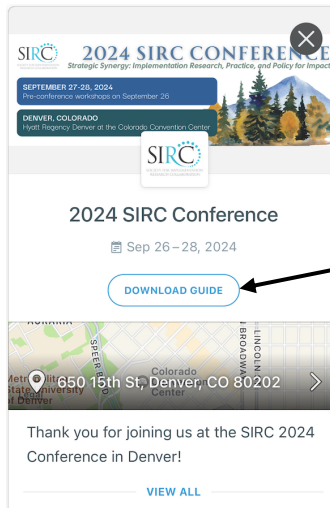 SIRC
2024 SIRC CONFERENCE
Strategic Synergy: Implementation Research, Practice, and Policy for Impact
SEPTEMBER 27-28, 2024
Pre-conference workshops on September 26
DENVER, COLORADO
Hyatt Regency Denver at the Colorado Convention Center
SIRC
2024 SIRC Conference
Sep 26 – 28, 2024
DOWNLOAD GUIDE
AURARIA
SPEER B
N BROADWAY
LINCOLN
Metropolitan
State University
of Denver
Legal
Colorado
Convention
Center
650 15th St, Denver, CO 80202
Thank you for joining us at the SIRC 2024
Conference in Denver!
VIEW ALL